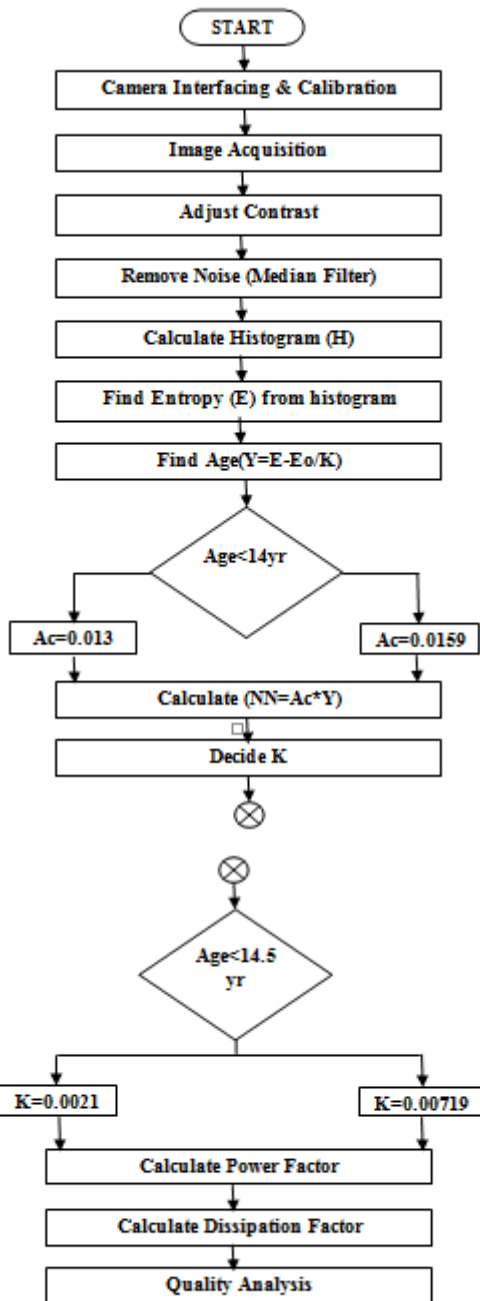 START
Camera Interfacing & Calibration
Image Acquisition
Adjust Contrast
Remove Noise (Median Filter)
Calculate Histogram (H)
Find Entropy (E) from histogram
Find Age(Y=E-Eo/K)
Age<14yr
Ac=0.013
Ac=0.0159
Calculate (NN=Ac*Y)
Decide K
Age<14.5
yr
K=0.0021
K=0.00719
Calculate Power Factor
Calculate Dissipation Factor
Quality Analysis